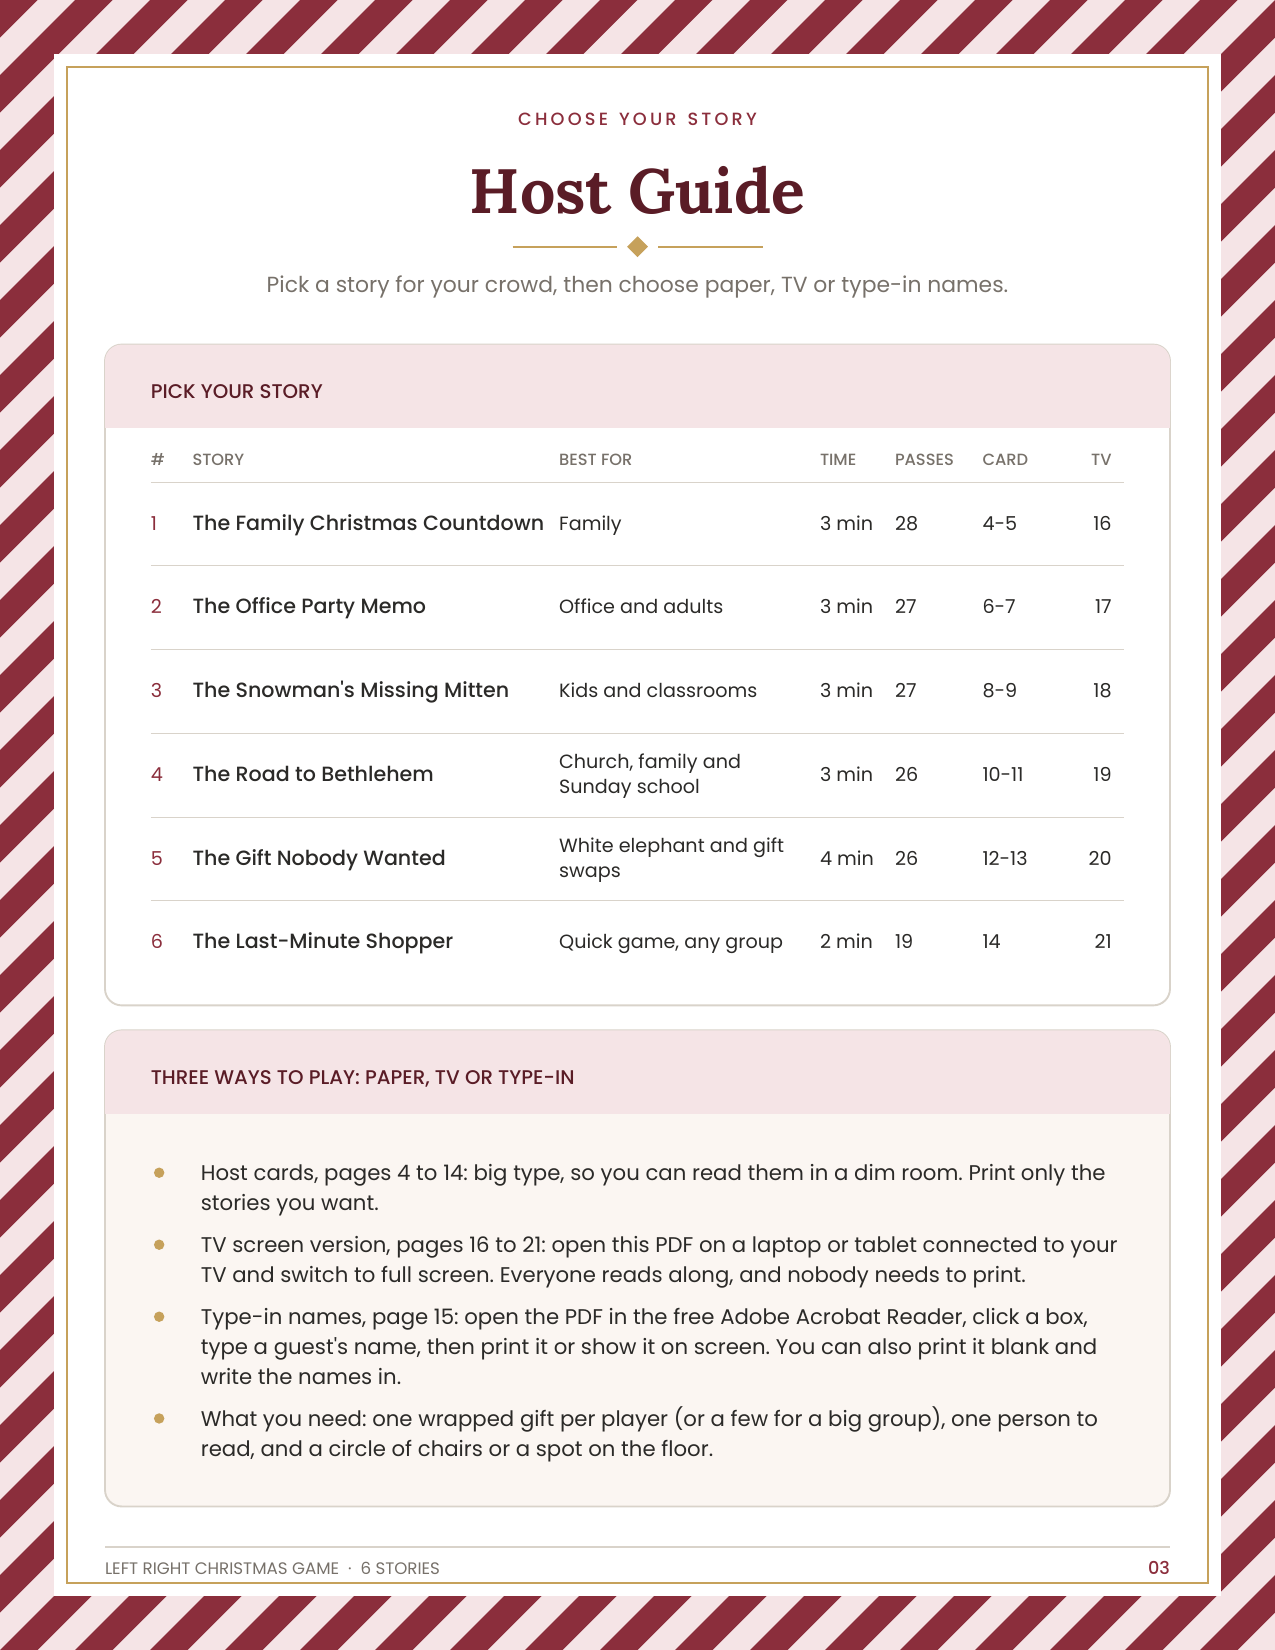 CHOOSE YOUR STORY
Host Guide
Pick a story for your crowd, then choose paper, TV or type-in names.
PICK YOUR STORY
# STORY BEST FOR TIME PASSES CARD TV
1 The Family Christmas Countdown Family 3 min 28 4-5 16
2 The Office Party Memo Office and adults 3 min 27 6-7 17
3 The Snowman's Missing Mitten Kids and classrooms 3 min 27 8-9 18
4 The Road to Bethlehem Church, family and Sunday school 3 min 26 10-11 19
5 The Gift Nobody Wanted White elephant and gift swaps 4 min 26 12-13 20
6 The Last-Minute Shopper Quick game, any group 2 min 19 14 21
THREE WAYS TO PLAY: PAPER, TV OR TYPE-IN
Host cards, pages 4 to 14: big type, so you can read them in a dim room. Print only the
stories you want.
TV screen version, pages 16 to 21: open this PDF on a laptop or tablet connected to your
TV and switch to full screen. Everyone reads along, and nobody needs to print.
Type-in names, page 15: open the PDF in the free Adobe Acrobat Reader, click a box,
type a guest's name, then print it or show it on screen. You can also print it blank and
write the names in.
What you need: one wrapped gift per player (or a few for a big group), one person to
read, and a circle of chairs or a spot on the floor.
LEFT RIGHT CHRISTMAS GAME · 6 STORIES
03